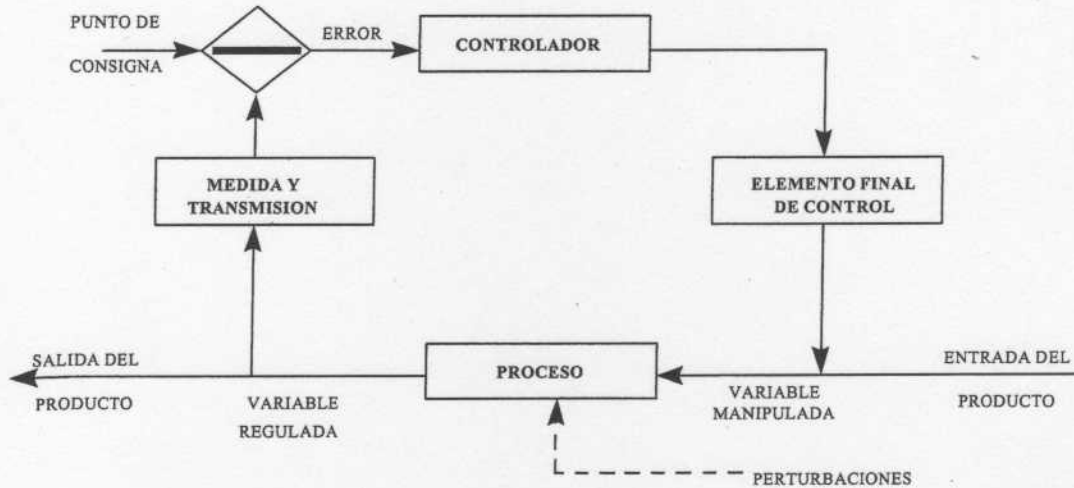 PUNTO DE
CONSIGNA
ERROR
CONTROLADOR
MEDIDA Y
TRANSMISION
ELEMENTO FINAL
DE CONTROL
SALIDA DEL
PRODUCTO
VARIABLE
REGULADA
PROCESO
VARIABLE
MANIPULADA
ENTRADA DEL
PRODUCTO
PERTURBACIONES